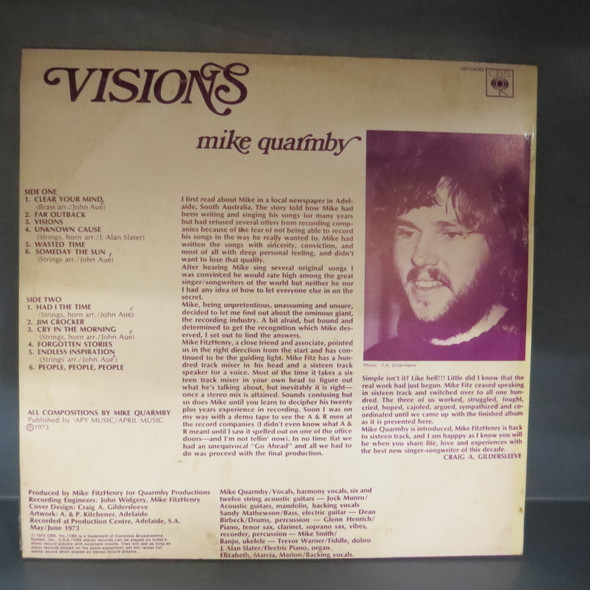 VISIONS
CBS
mike quarmby
SIDE ONE
1. CLEAR YOUR MIND,
(Brass arr./John Aue)
2. FAR OUTBACK
3. VISIONS
4. UNKNOWN CAUSE
(Strings, horn arr./J. Alan Slater)
5. WASTED TIME
6. SOMEDAY THE SUN
(Strings arr./John Aue)
SIDE TWO
1. HAD I THE TIME
(Strings, horn arr./John Aue)
2. JIM CROCKER
3. CRY IN THE MORNING
(Strings, horn arr./John Aue)
4. FORGOTTEN STORIES
5. ENDLESS INSPIRATION
(Strings arr./John Aue)
6. PEOPLE, PEOPLE, PEOPLE
ALL COMPOSITIONS BY MIKE QUARMBY
Published by APY MUSIC/APRIL MUSIC
Ⓟ1973
I first read about Mike in a local newspaper in Adel-
aide, South Australia. The story told how Mike had
been writing and singing his songs for many years
but had refused several offers from recording comp-
anies because of the fear of not being able to record
his songs in the way he really wanted to. Mike had
written the songs with sincerity, conviction, and
most of all with deep personal feeling, and didn't
want to lose that quality.
After hearing Mike sing several original songs I
was convinced he would rate high among the great
singer/songwriters of the world but neither he nor
I had any idea of how to let everyone else in on the
secret.
Mike, being unpretentious, unassuming and unsure,
decided to let me find out about the ominous giant,
the recording industry. A bit afraid, but bound and
determined to get the recognition which Mike des-
erved, I set out to find the answers.
Mike FitzHenry, a close friend and associate, pointed
us in the right direction from the start and has con-
tinued to be the guiding light. Mike Fitz has a hun-
dred track mixer in his head and a sixteen track
speaker for a voice. Most of the time it takes a six-
teen track mixer in your own head to figure out
what he's talking about, but inevitably it is right—
once a stereo mix is attained. Sounds confusing but
so does Mike until you learn to decipher his twenty
plus years experience in recording. Soon I was on
my way with a demo tape to see the A & R men at
the record companies (I didn't even know what A &
R meant until I saw it spelled out on one of the office
doors—and I'm not tellin' now). In no time flat we
had an unequivocal "Go Ahead" and all we had to
do was proceed with the final production.
Photo: C.A. Gildersleeve
Simple isn't it? Like hell!!! Little did I know that the
real work had just begun. Mike Fitz ceased speaking
in sixteen track and switched over to all one hun-
dred. The three of us worked, struggled, fought,
cried, hoped, cajoled, argued, sympathized and co-
ordinated until we came up with the finished album
as it is presented here.
Mike Quarmby is introduced, Mike FitzHenry is back
to sixteen track, and I am happpy as I know you will
be when you share life, love and experiences with
the best new singer-songwriter of this decade.
CRAIG A. GILDERSLEEVE
Produced by Mike FitzHenry for Quarmby Productions
Recording Engineers: John Widgery, Mike FitzHenry
Cover Design: Craig A. Gildersleeve
Artwork: A. & P. Kitchener, Adelaide
Recorded at Production Centre, Adelaide, S.A.
May/June 1973
Mike Quarmby/Vocals, harmony vocals, six and
twelve string acoustic guitars — Jock Munro/
Acoustic guitars, mandolin, backing vocals
Sandy Mathewson/Bass, electric guitar — Dean
Birbeck/Drums, percussion — Glenn Henrich/
Piano, tenor sax, clarinet, soprano sax, vibes,
recorder, percussion — Mike Smith/
Banjo, ukelele — Trevor Warner/Fiddle, dobro
J. Alan Slater/Electric Piano, organ.
Elizabeth, Marcia, Marion/Backing vocals.